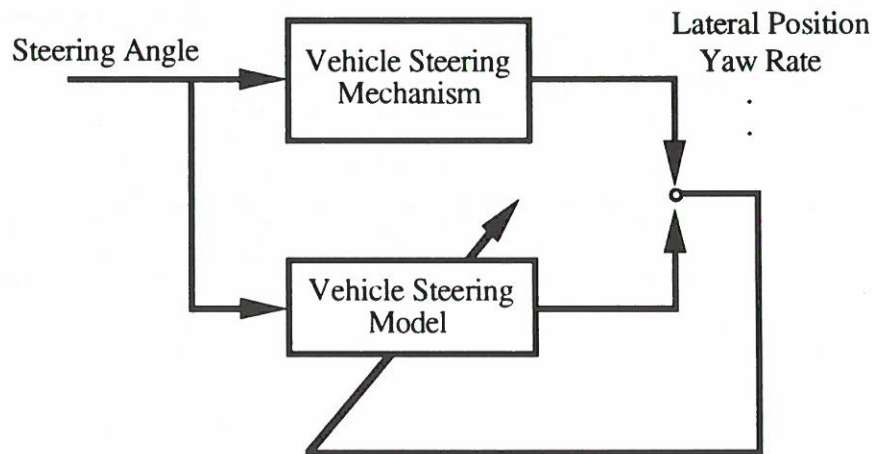 Steering Angle
Vehicle Steering
Mechanism
Lateral Position
Yaw Rate
.
.
Vehicle Steering
Model